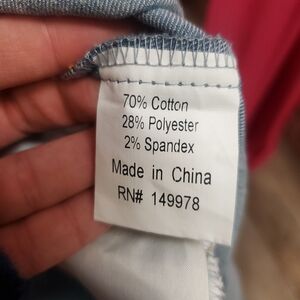 70% Cotton
28% Polyester
2% Spandex
Made in China
RN# 149978